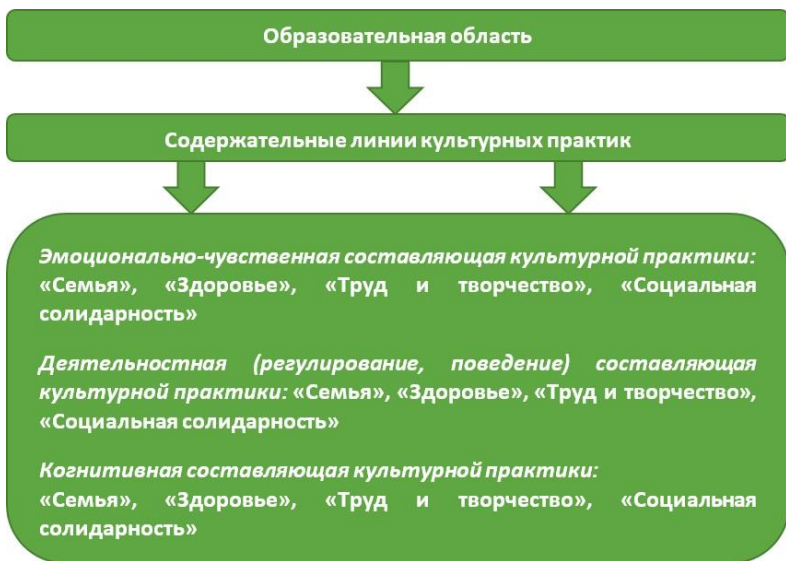 Образовательная область
Содержательные линии культурных практик
Эмоционально-чувственная составляющая культурной практики:
«Семья», «Здоровье», «Труд и творчество», «Социальная
солидарность»
Деятельностная (регулирование, поведение) составляющая
культурной практики: «Семья», «Здоровье», «Труд и творчество»,
«Социальная солидарность»
Когнитивная составляющая культурной практики:
«Семья», «Здоровье», «Труд и творчество», «Социальная
солидарность»